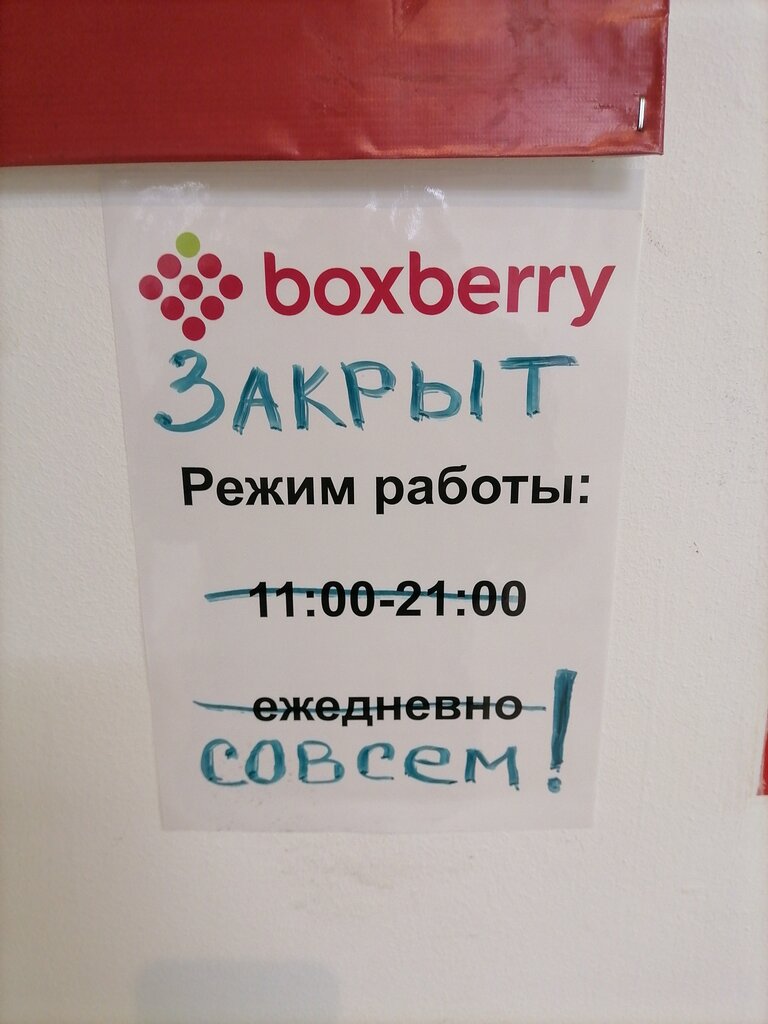 boxberry
ЗАКРЫТ
Режим работы:
11:00-21:00
ежедневно
совсем!